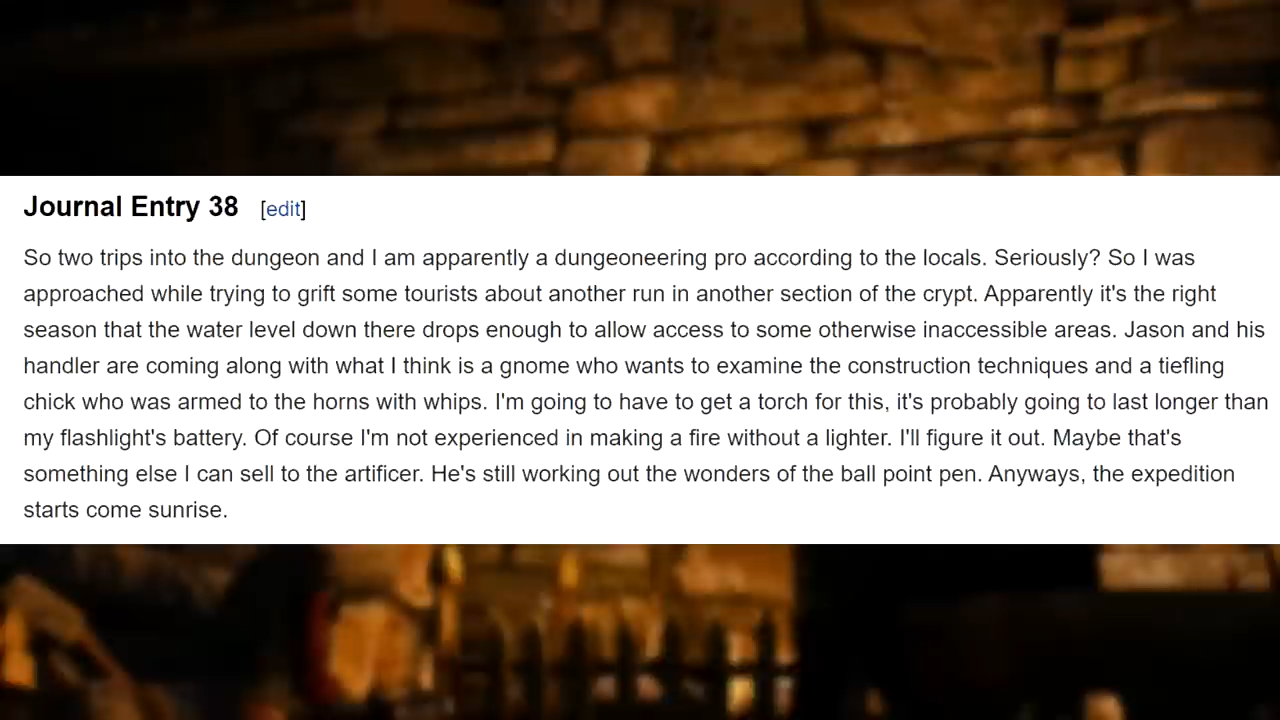 Journal Entry 38 [edit]
So two trips into the dungeon and I am apparently a dungeoneering pro according to the locals. Seriously? So I was
approached while trying to grift some tourists about another run in another section of the crypt. Apparently it's the right
season that the water level down there drops enough to allow access to some otherwise inaccessible areas. Jason and his
handler are coming along with what I think is a gnome who wants to examine the construction techniques and a tiefling
chick who was armed to the horns with whips. I'm going to have to get a torch for this, it's probably going to last longer than
my flashlight's battery. Of course I'm not experienced in making a fire without a lighter. I'll figure it out. Maybe that's
something else I can sell to the artificer. He's still working out the wonders of the ball point pen. Anyways, the expedition
starts come sunrise.